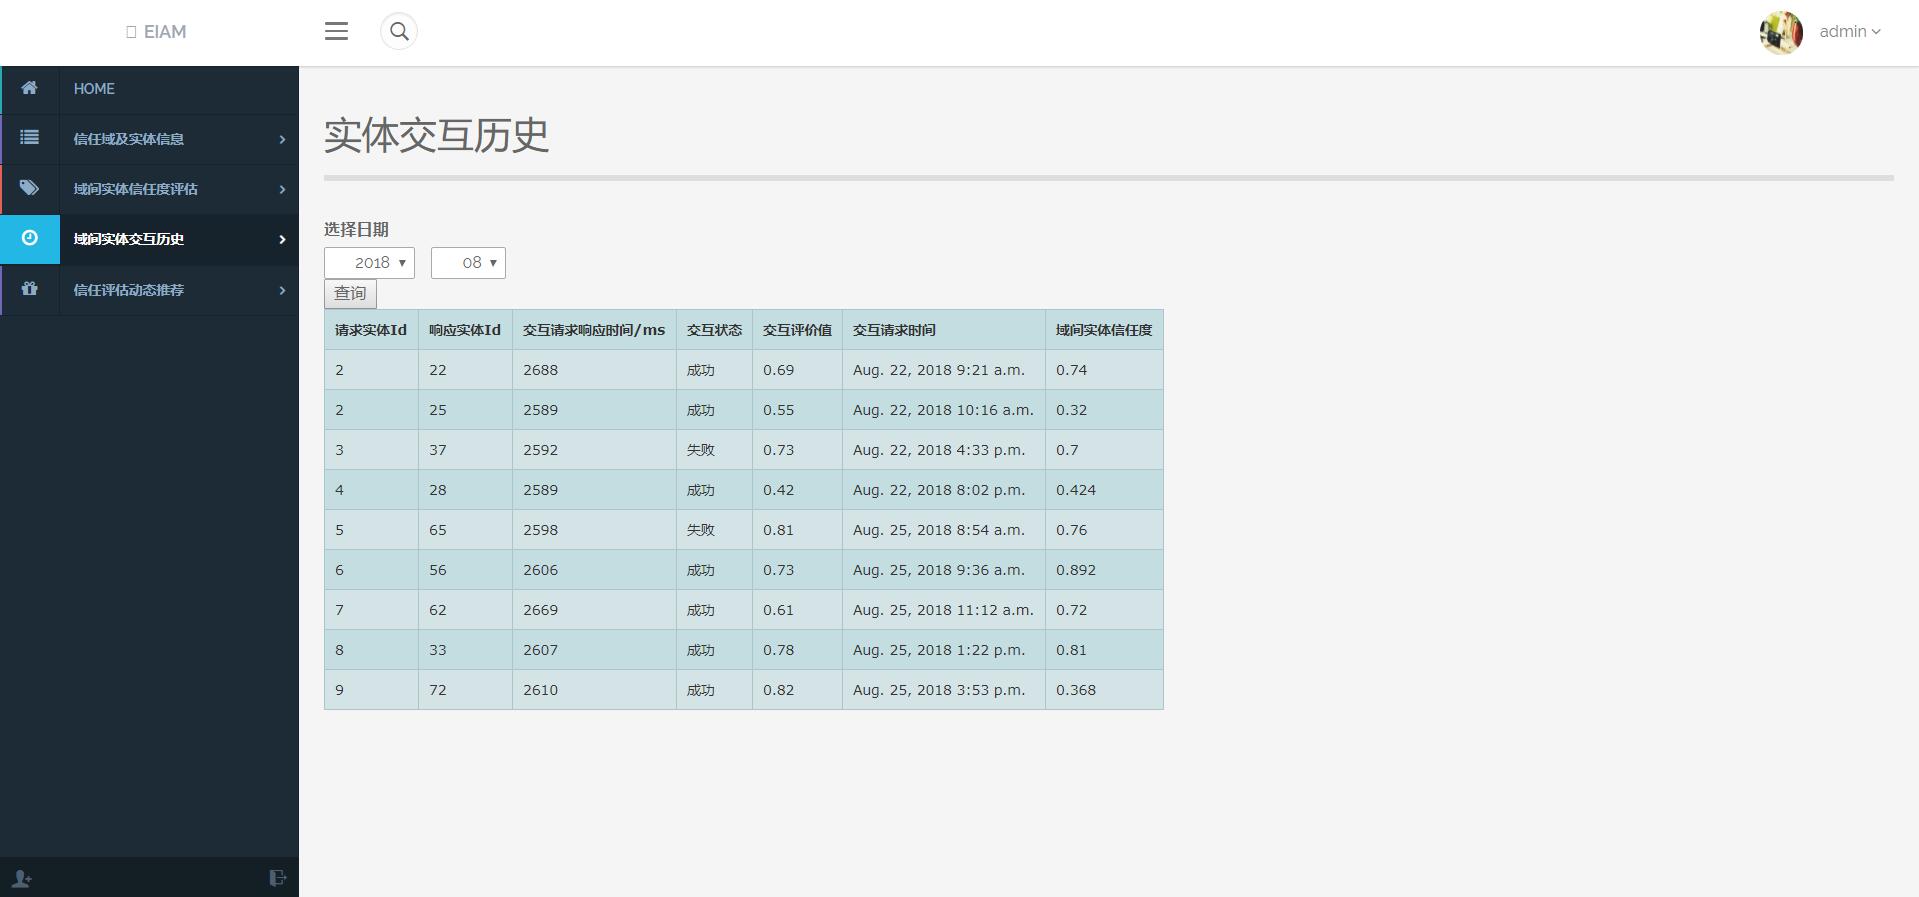 EIAM
admin
HOME
信任域及实体信息
域间实体信任度评估
域间实体交互历史
信任评估动态推荐
实体交互历史
选择日期
2018 08
查询
请求实体Id 响应实体Id 交互请求响应时间/ms 交互状态 交互评价值 交互请求时间 域间实体信任度
2 22 2688 成功 0.69 Aug. 22, 2018 9:21 a.m. 0.74
2 25 2589 成功 0.55 Aug. 22, 2018 10:16 a.m. 0.32
3 37 2592 失败 0.73 Aug. 22, 2018 4:33 p.m. 0.7
4 28 2589 成功 0.42 Aug. 22, 2018 8:02 p.m. 0.424
5 65 2598 失败 0.81 Aug. 25, 2018 8:54 a.m. 0.76
6 56 2606 成功 0.73 Aug. 25, 2018 9:36 a.m. 0.892
7 62 2669 成功 0.61 Aug. 25, 2018 11:12 a.m. 0.72
8 33 2607 成功 0.78 Aug. 25, 2018 1:22 p.m. 0.81
9 72 2610 成功 0.82 Aug. 25, 2018 3:53 p.m. 0.368